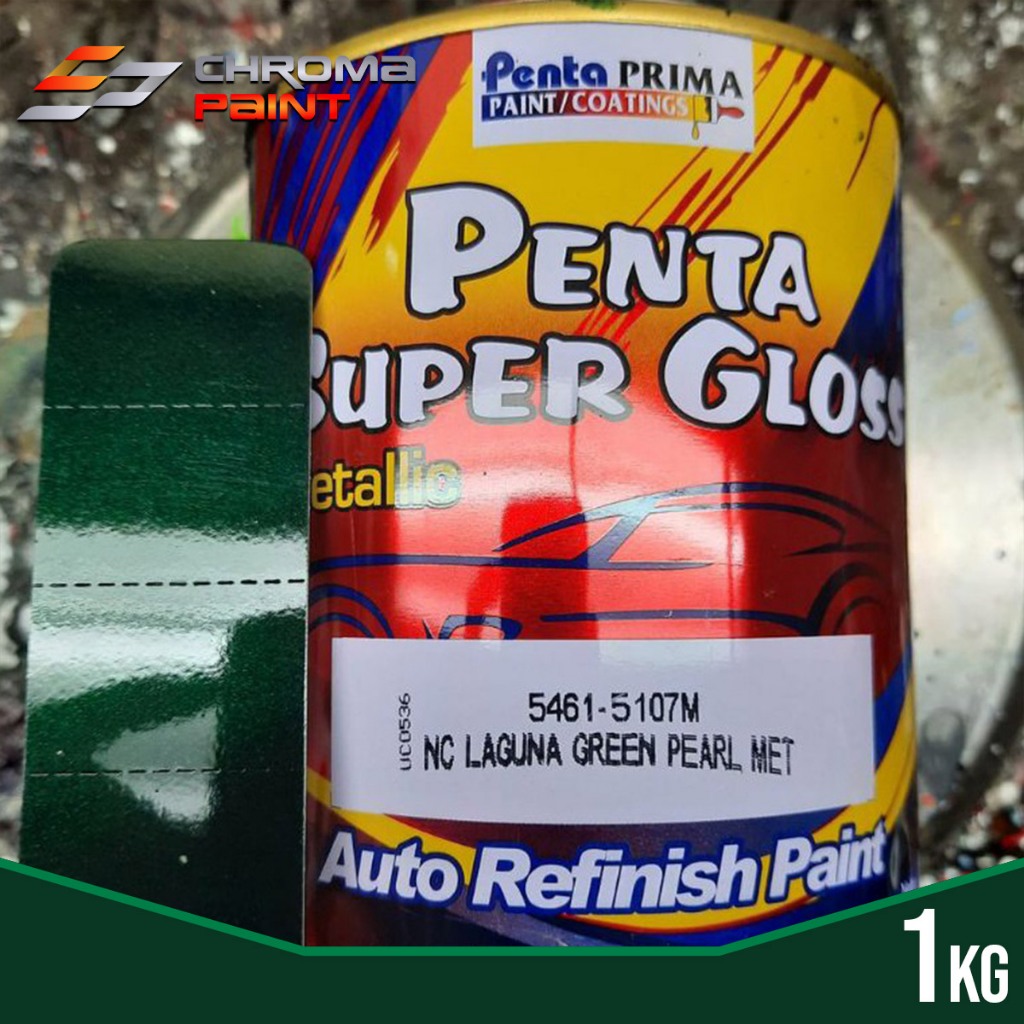 CHROMA
PAINT
Penta PRIMA
PAINT/COATINGS
PENTA
SUPER GLOSS
etallic
5461-5107M
UC0536
NC LAGUNA GREEN PEARL MET
Auto Refinish Paint
1KG